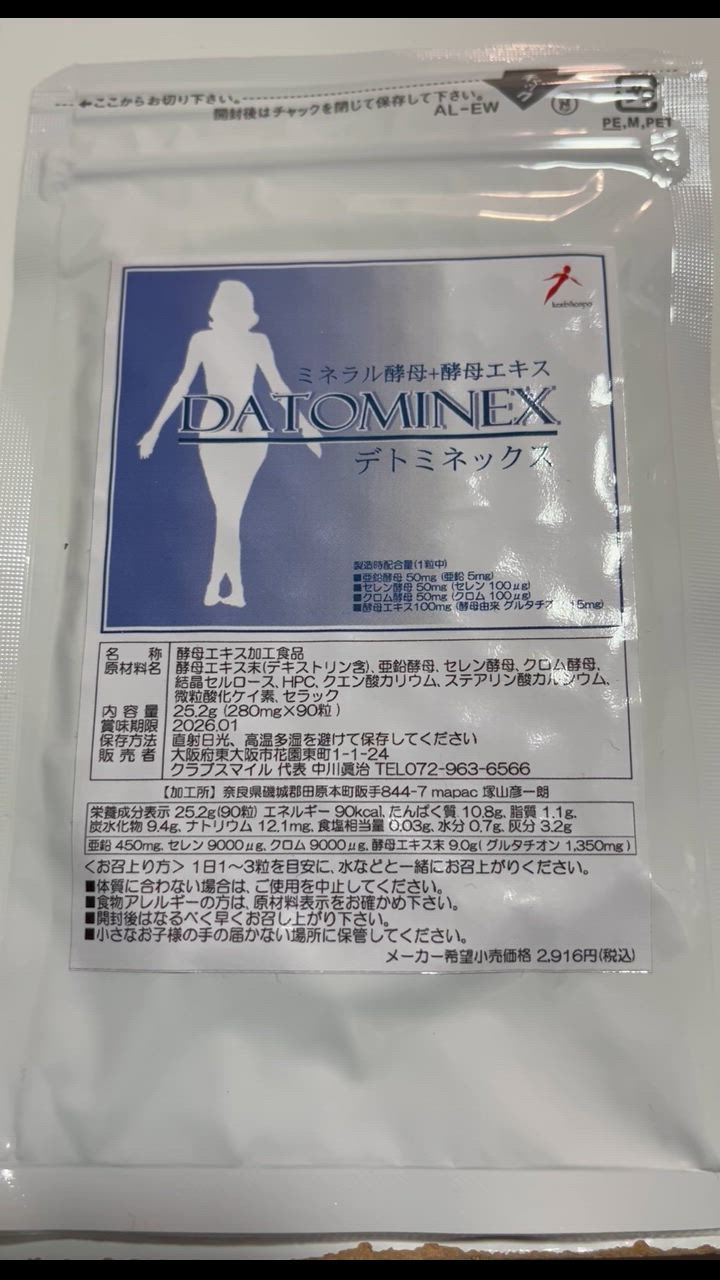 ←ここからお切り下さい。
開封後はチャックを閉じて保存して下さい。
AL-EW
PE,M,PET
ミネラル酵母+酵母エキス
DATOMINEX
デトミネックス
製造時配合量(1粒中)
■亜鉛酵母 50mg (亜鉛 5mg)
■セレン酵母 50mg (セレン 100μg)
■クロム酵母 50mg (クロム 100μg)
■酵母エキス100mg (酵母由来 グルタチオ 15mg)
名 称 酵母エキス加工食品
原材料名 酵母エキス末(デキストリン含)、亜鉛酵母、セレン酵母、クロム酵母、
結晶セルロース、HPC、クエン酸カリウム、ステアリン酸カルシウム、
微粒酸化ケイ素、セラック
内 容 量 25.2g (280mg×90粒)
賞味期限 2026.01
保存方法 直射日光、高温多湿を避けて保存してください
販 売 者 大阪府東大阪市花園東町1-1-24
クラブスマイル 代表 中川眞治 TEL072-963-6566
【加工所】奈良県磯城郡田原本町阪手844-7 mapac 塚山彦一朗
栄養成分表示 25.2g(90粒) エネルギー 90kcal、たんぱく質 10.8g、脂質 1.1g、
炭水化物 9.4g、ナトリウム 12.1mg、食塩相当量 0.03g、水分 0.7g、灰分 3.2g
亜鉛 450mg、セレン 9000μg、クロム 9000μg、酵母エキス末 9.0g( グルタチオン 1,350mg )
<お召上り方> 1日1~3粒を目安に、水などと一緒にお召上がりください。
■体質に合わない場合は、ご使用を中止してください。
■食物アレルギーの方は、原材料表示をお確かめ下さい。
■開封後はなるべく早くお召し上がり下さい。
■小さなお子様の手の届かない場所に保管してください。
メーカー希望小売価格 2,916円(税込)